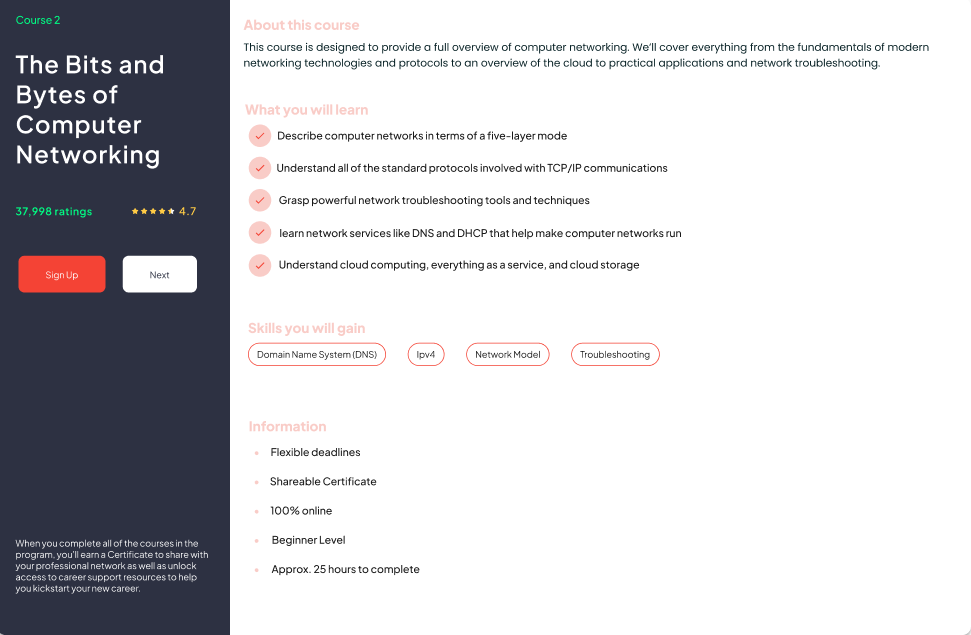 Course 2
The Bits and
Bytes of
Computer
Networking
37,998 ratings
4.7
Sign Up
Next
When you complete all of the courses in the
program, you'll earn a Certificate to share with
your professional network as well as unlock
access to career support resources to help
you kickstart your new career.
About this course
This course is designed to provide a full overview of computer networking. We'll cover everything from the fundamentals of modern
networking technologies and protocols to an overview of the cloud to practical applications and network troubleshooting.
What you will learn
Describe computer networks in terms of a five-layer mode
Understand all of the standard protocols involved with TCP/IP communications
Grasp powerful network troubleshooting tools and techniques
learn network services like DNS and DHCP that help make computer networks run
Understand cloud computing, everything as a service, and cloud storage
Skills you will gain
Domain Name System (DNS)
Ipv4
Network Model
Troubleshooting
Information
Flexible deadlines
Shareable Certificate
100% online
Beginner Level
Approx. 25 hours to complete